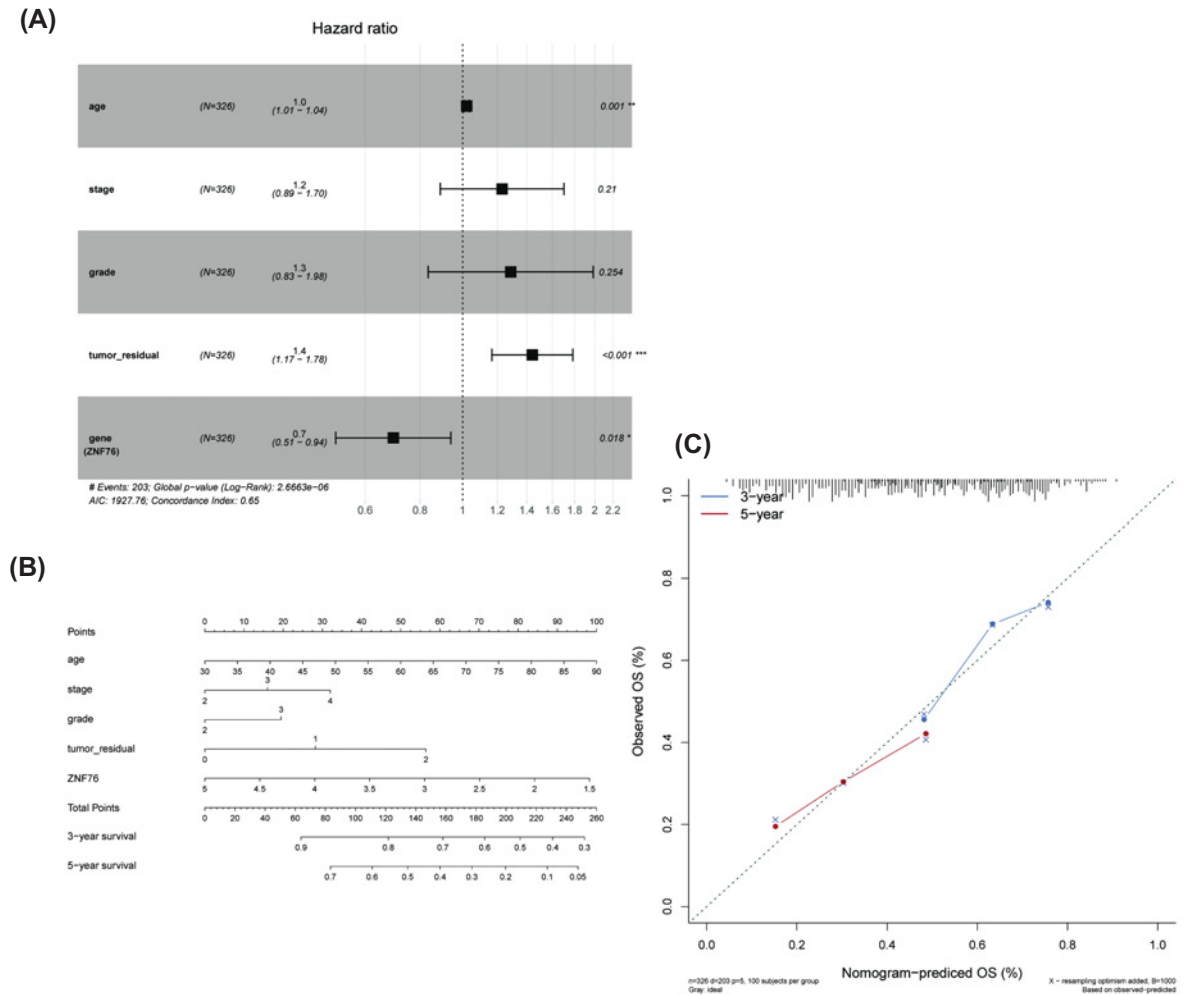 (A)
Hazard ratio
age (N=326) 1.0 (1.01 − 1.04) 0.001 **
stage (N=326) 1.2 (0.89 − 1.70) 0.21
grade (N=326) 1.3 (0.83 − 1.98) 0.254
tumor_residual (N=326) 1.4 (1.17 − 1.78) <0.001 ***
gene (ZNF76) (N=326) 0.7 (0.51 − 0.94) 0.018 *
# Events: 203; Global p−value (Log−Rank): 2.6663e−06
AIC: 1927.76; Concordance Index: 0.65
0.6 0.8 1 1.2 1.4 1.6 1.8 2 2.2
(B)
Points 0 10 20 30 40 50 60 70 80 90 100
age 30 35 40 45 50 55 60 65 70 75 80 85 90
stage 2 3 4
grade 2 3
tumor_residual 0 1 2
ZNF76 5 4.5 4 3.5 3 2.5 2 1.5
Total Points 0 20 40 60 80 100 120 140 160 180 200 220 240 260
3−year survival 0.9 0.8 0.7 0.6 0.5 0.4 0.3
5−year survival 0.7 0.6 0.5 0.4 0.3 0.2 0.1 0.05
(C)
3−year
5−year
Observed OS (%)
1.0
0.8
0.6
0.4
0.2
0.0
0.0 0.2 0.4 0.6 0.8 1.0
Nomogram−prediced OS (%)
n=326 d=203 p=5, 100 subjects per group
Gray: ideal
X − resampling optimism added, B=1000
Based on observed−predicted